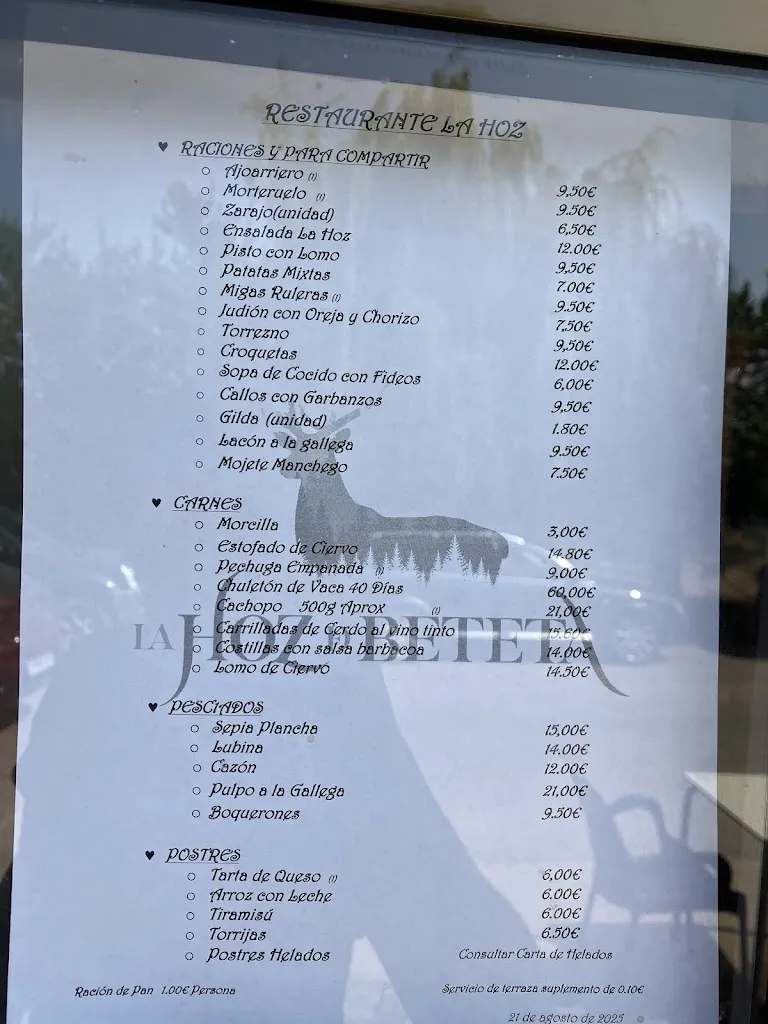 RESTAURANTE LA HOZ
♥ RACIONES Y PARA COMPARTIR
○ Ajoarriero (1) 9,50€
○ Morteruelo (1) 9.50€
○ Zarajo(unidad) 6,50€
○ Ensalada La Hoz 12.00€
○ Pisto con Lomo 9,50€
○ Patatas Mixtas 7.00€
○ Migas Ruleras (1) 9.50€
○ Judión con Oreja y Chorizo 7,50€
○ Torrezno 9,50€
○ Croquetas 12.00€
○ Sopa de Cocido con Fideos 6,00€
○ Callos con Garbanzos 9,50€
○ Gilda (unidad) 1.80€
○ Lacón a la gallega 9.50€
○ Mojete Manchego 7.50€
♥ CARNES
○ Morcilla 3,00€
○ Estofado de Ciervo 14.80€
○ Pechuga Empanada (1) 9.00€
○ Chuletón de Vaca 40 Días 60,00€
○ Cachopo 500g Aprox (1) 21,00€
○ Carrilladas de Cerdo al vino tinto
○ Costillas con salsa barbacoa 14.00€
○ Lomo de Ciervo 14.50€
LA HOZ DE BETETA
♥ PESCIADOS
○ Sepia Plancha 15,00€
○ Lubina 14.00€
○ Cazón 12.00€
○ Pulpo a la Gallega 21,00€
○ Boquerones 9.50€
♥ POSTRES
○ Tarta de Queso (1) 6,00€
○ Arroz con Leche 6.00€
○ Tiramisú 6.00€
○ Torrijas 6.50€
○ Postres Helados Consultar Carta de Helados
Ración de Pan 1.00€ Persona Servicio de terraza suplemento de 0.10€
21 de agosto de 2025